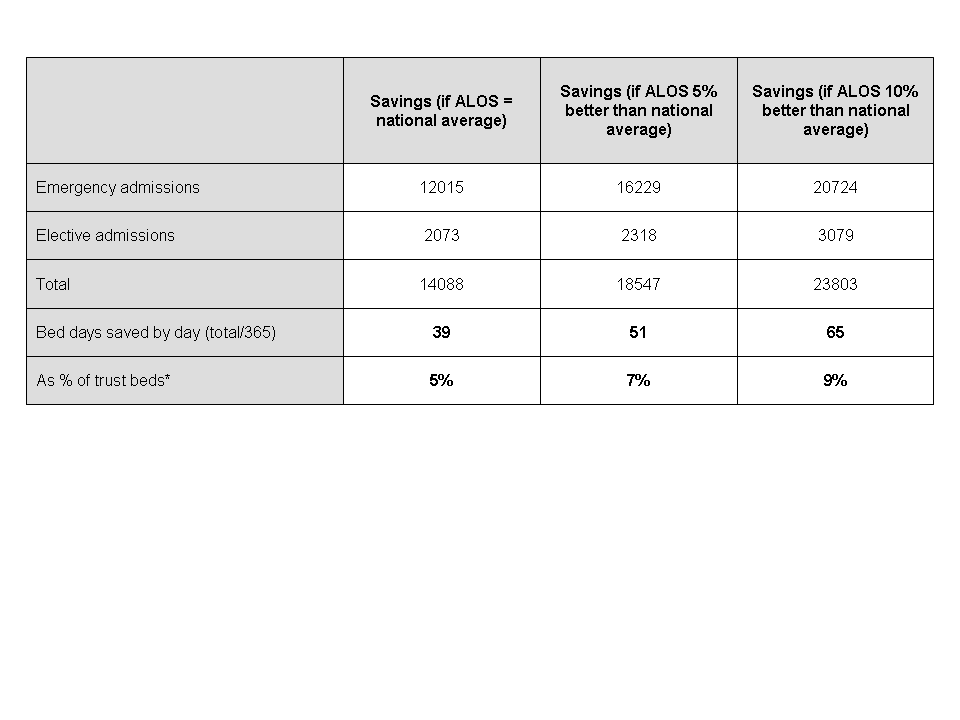 Savings (if ALOS =
national average)
Savings (if ALOS 5%
better than national
average)
Savings (if ALOS 10%
better than national
average)
Emergency admissions 12015 16229 20724
Elective admissions 2073 2318 3079
Total 14088 18547 23803
Bed days saved by day (total/365) 39 51 65
As % of trust beds* 5% 7% 9%